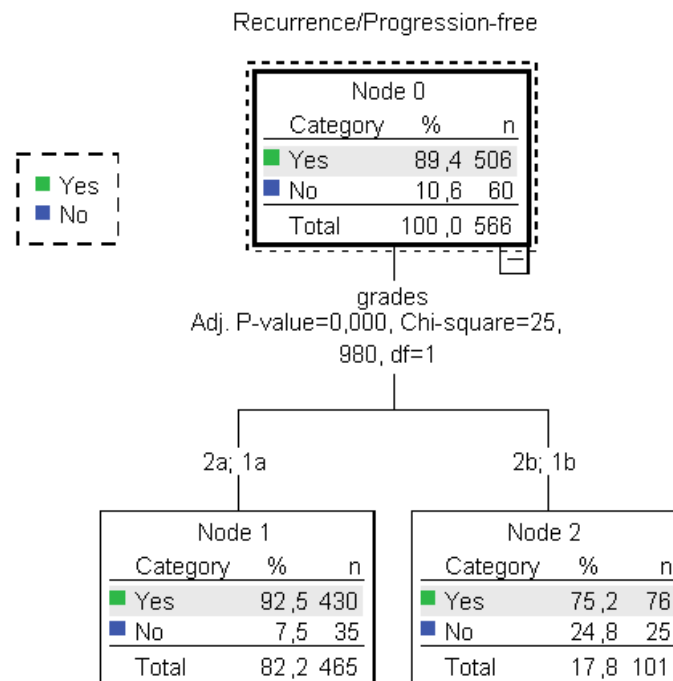 Recurrence/Progression-free
Node 0
Category % n
Yes 89,4 506
No 10,6 60
Total 100,0 566
Yes
No
grades
Adj. P-value=0,000, Chi-square=25,
980, df=1
2a; 1a
2b; 1b
Node 1
Category % n
Yes 92,5 430
No 7,5 35
Total 82,2 465
Node 2
Category % n
Yes 75,2 76
No 24,8 25
Total 17,8 101